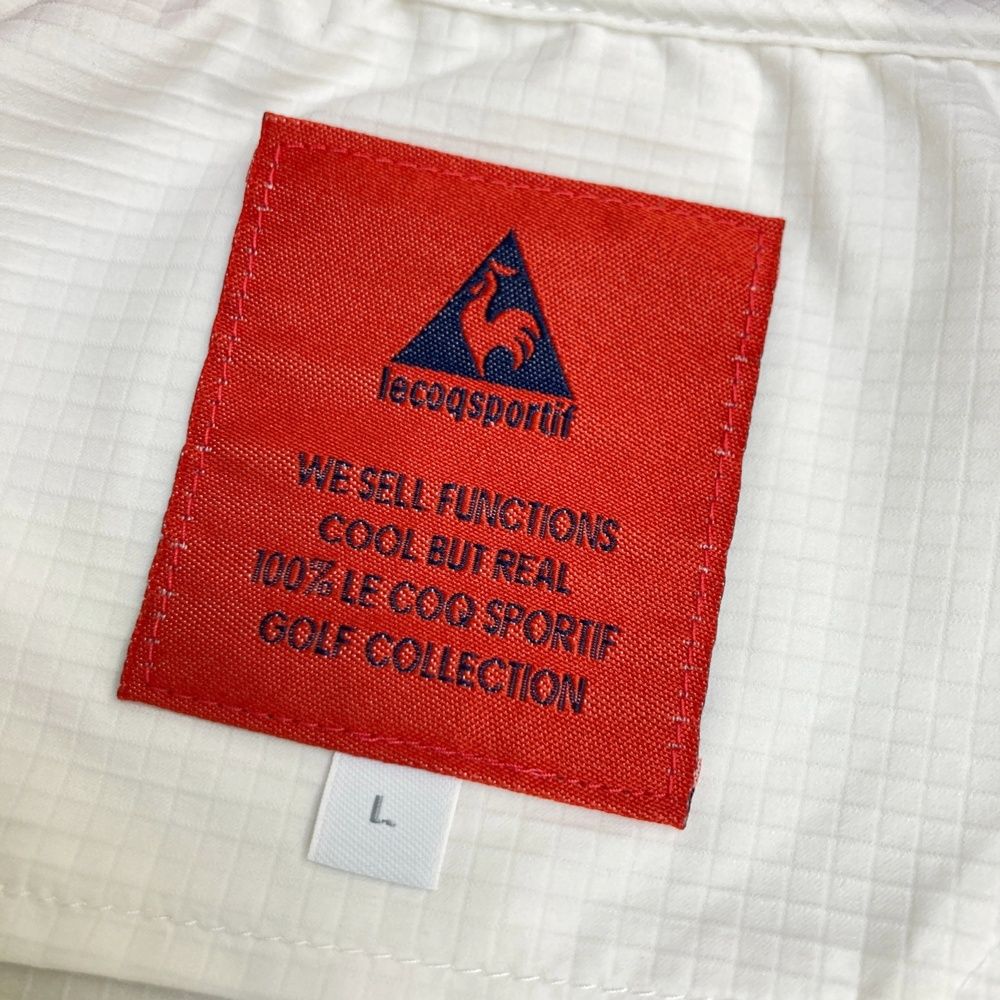 lecoqsportif
WE SELL FUNCTIONS
COOL BUT REAL
100% LE COQ SPORTIF
GOLF COLLECTION
L